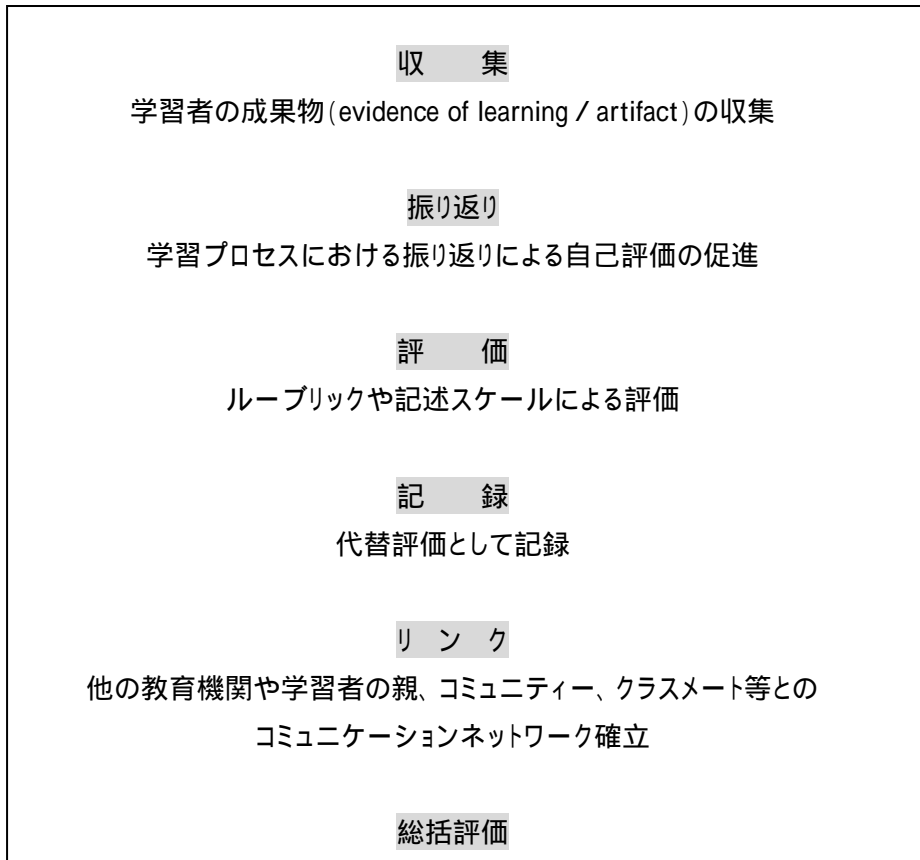 収　　集
学習者の成果物(evidence of learning / artifact)の収集
振り返り
学習プロセスにおける振り返りによる自己評価の促進
評　　価
ルーブリックや記述スケールによる評価
記　　録
代替評価として記録
リ　ン　ク
他の教育機関や学習者の親、コミュニティー、クラスメート等との
コミュニケーションネットワーク確立
総括評価